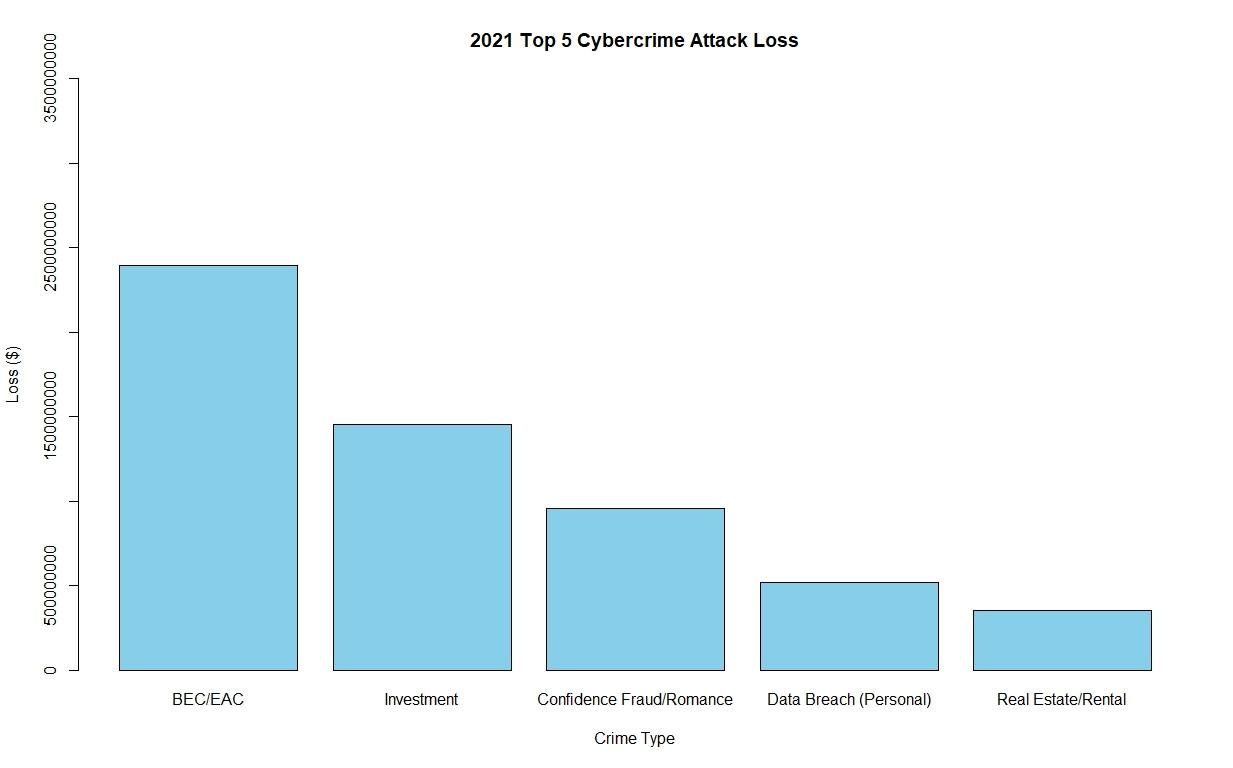 2021 Top 5 Cybercrime Attack Loss
3500000000
2500000000
1500000000
500000000
0
Loss ($)
BEC/EAC
Investment
Confidence Fraud/Romance
Data Breach (Personal)
Real Estate/Rental
Crime Type